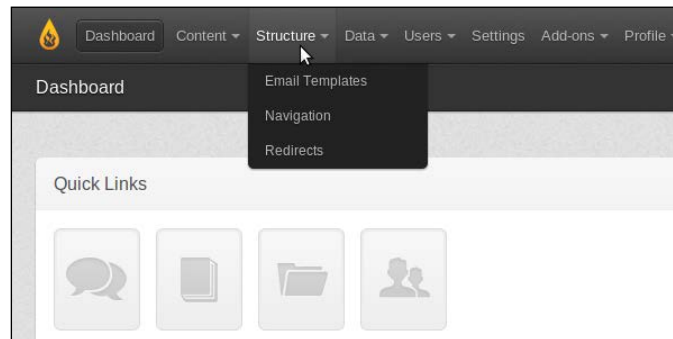 Dashboard Content Structure Data Users Settings Add-ons Profile
Dashboard
Email Templates
Navigation
Redirects
Quick Links